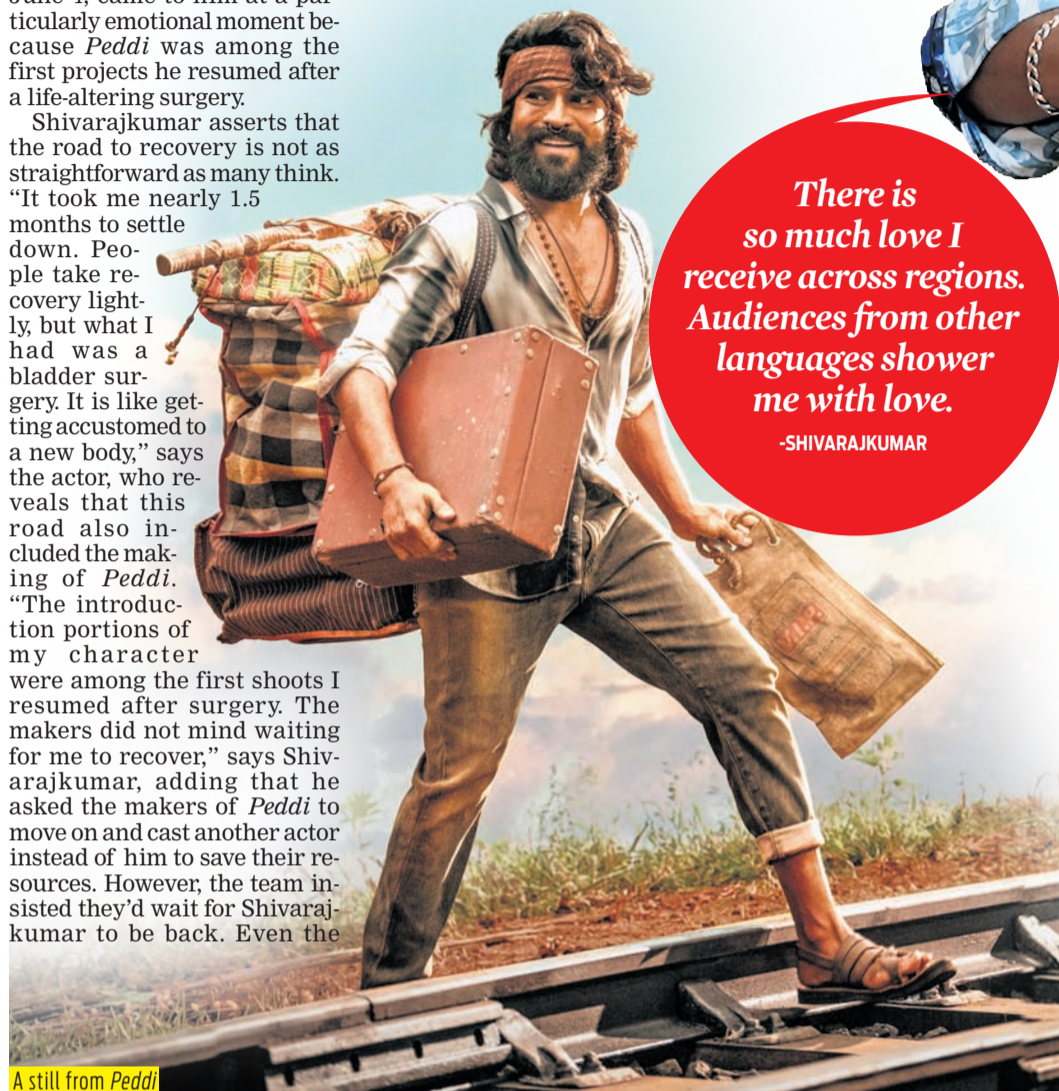 June 4, came to him at a par-
ticularly emotional moment be-
cause Peddi was among the
first projects he resumed after
a life-altering surgery.
Shivarajkumar asserts that
the road to recovery is not as
straightforward as many think.
“It took me nearly 1.5
months to settle
down. Peo-
ple take re-
covery light-
ly, but what I
had was a
bladder sur-
gery. It is like get-
ting accustomed to
a new body,” says
the actor, who re-
veals that this
road also in-
cluded the mak-
ing of Peddi.
“The introduc-
tion portions of
my character
were among the first shoots I
resumed after surgery. The
makers did not mind waiting
for me to recover,” says Shiv-
arajkumar, adding that he
asked the makers of Peddi to
move on and cast another actor
instead of him to save their re-
sources. However, the team in-
sisted they’d wait for Shivaraj-
kumar to be back. Even the
There is
so much love I
receive across regions.
Audiences from other
languages shower
me with love.
-SHIVARAJKUMAR
A still from Peddi